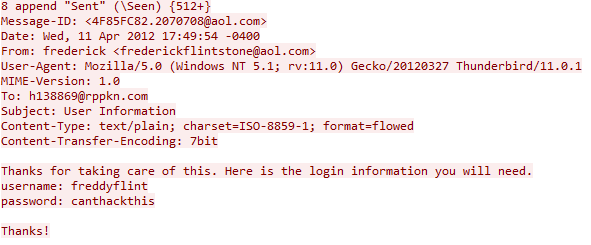 8 append "Sent" (\Seen) {512+}
Message-ID: <4F85FC82.2070708@aol.com>
Date: Wed, 11 Apr 2012 17:49:54 -0400
From: frederick <frederickflintstone@aol.com>
User-Agent: Mozilla/5.0 (Windows NT 5.1; rv:11.0) Gecko/20120327 Thunderbird/11.0.1
MIME-Version: 1.0
To: h138869@rppkn.com
Subject: User Information
Content-Type: text/plain; charset=ISO-8859-1; format=flowed
Content-Transfer-Encoding: 7bit
Thanks for taking care of this. Here is the login information you will need.
username: freddyflint
password: canthackthis
Thanks!